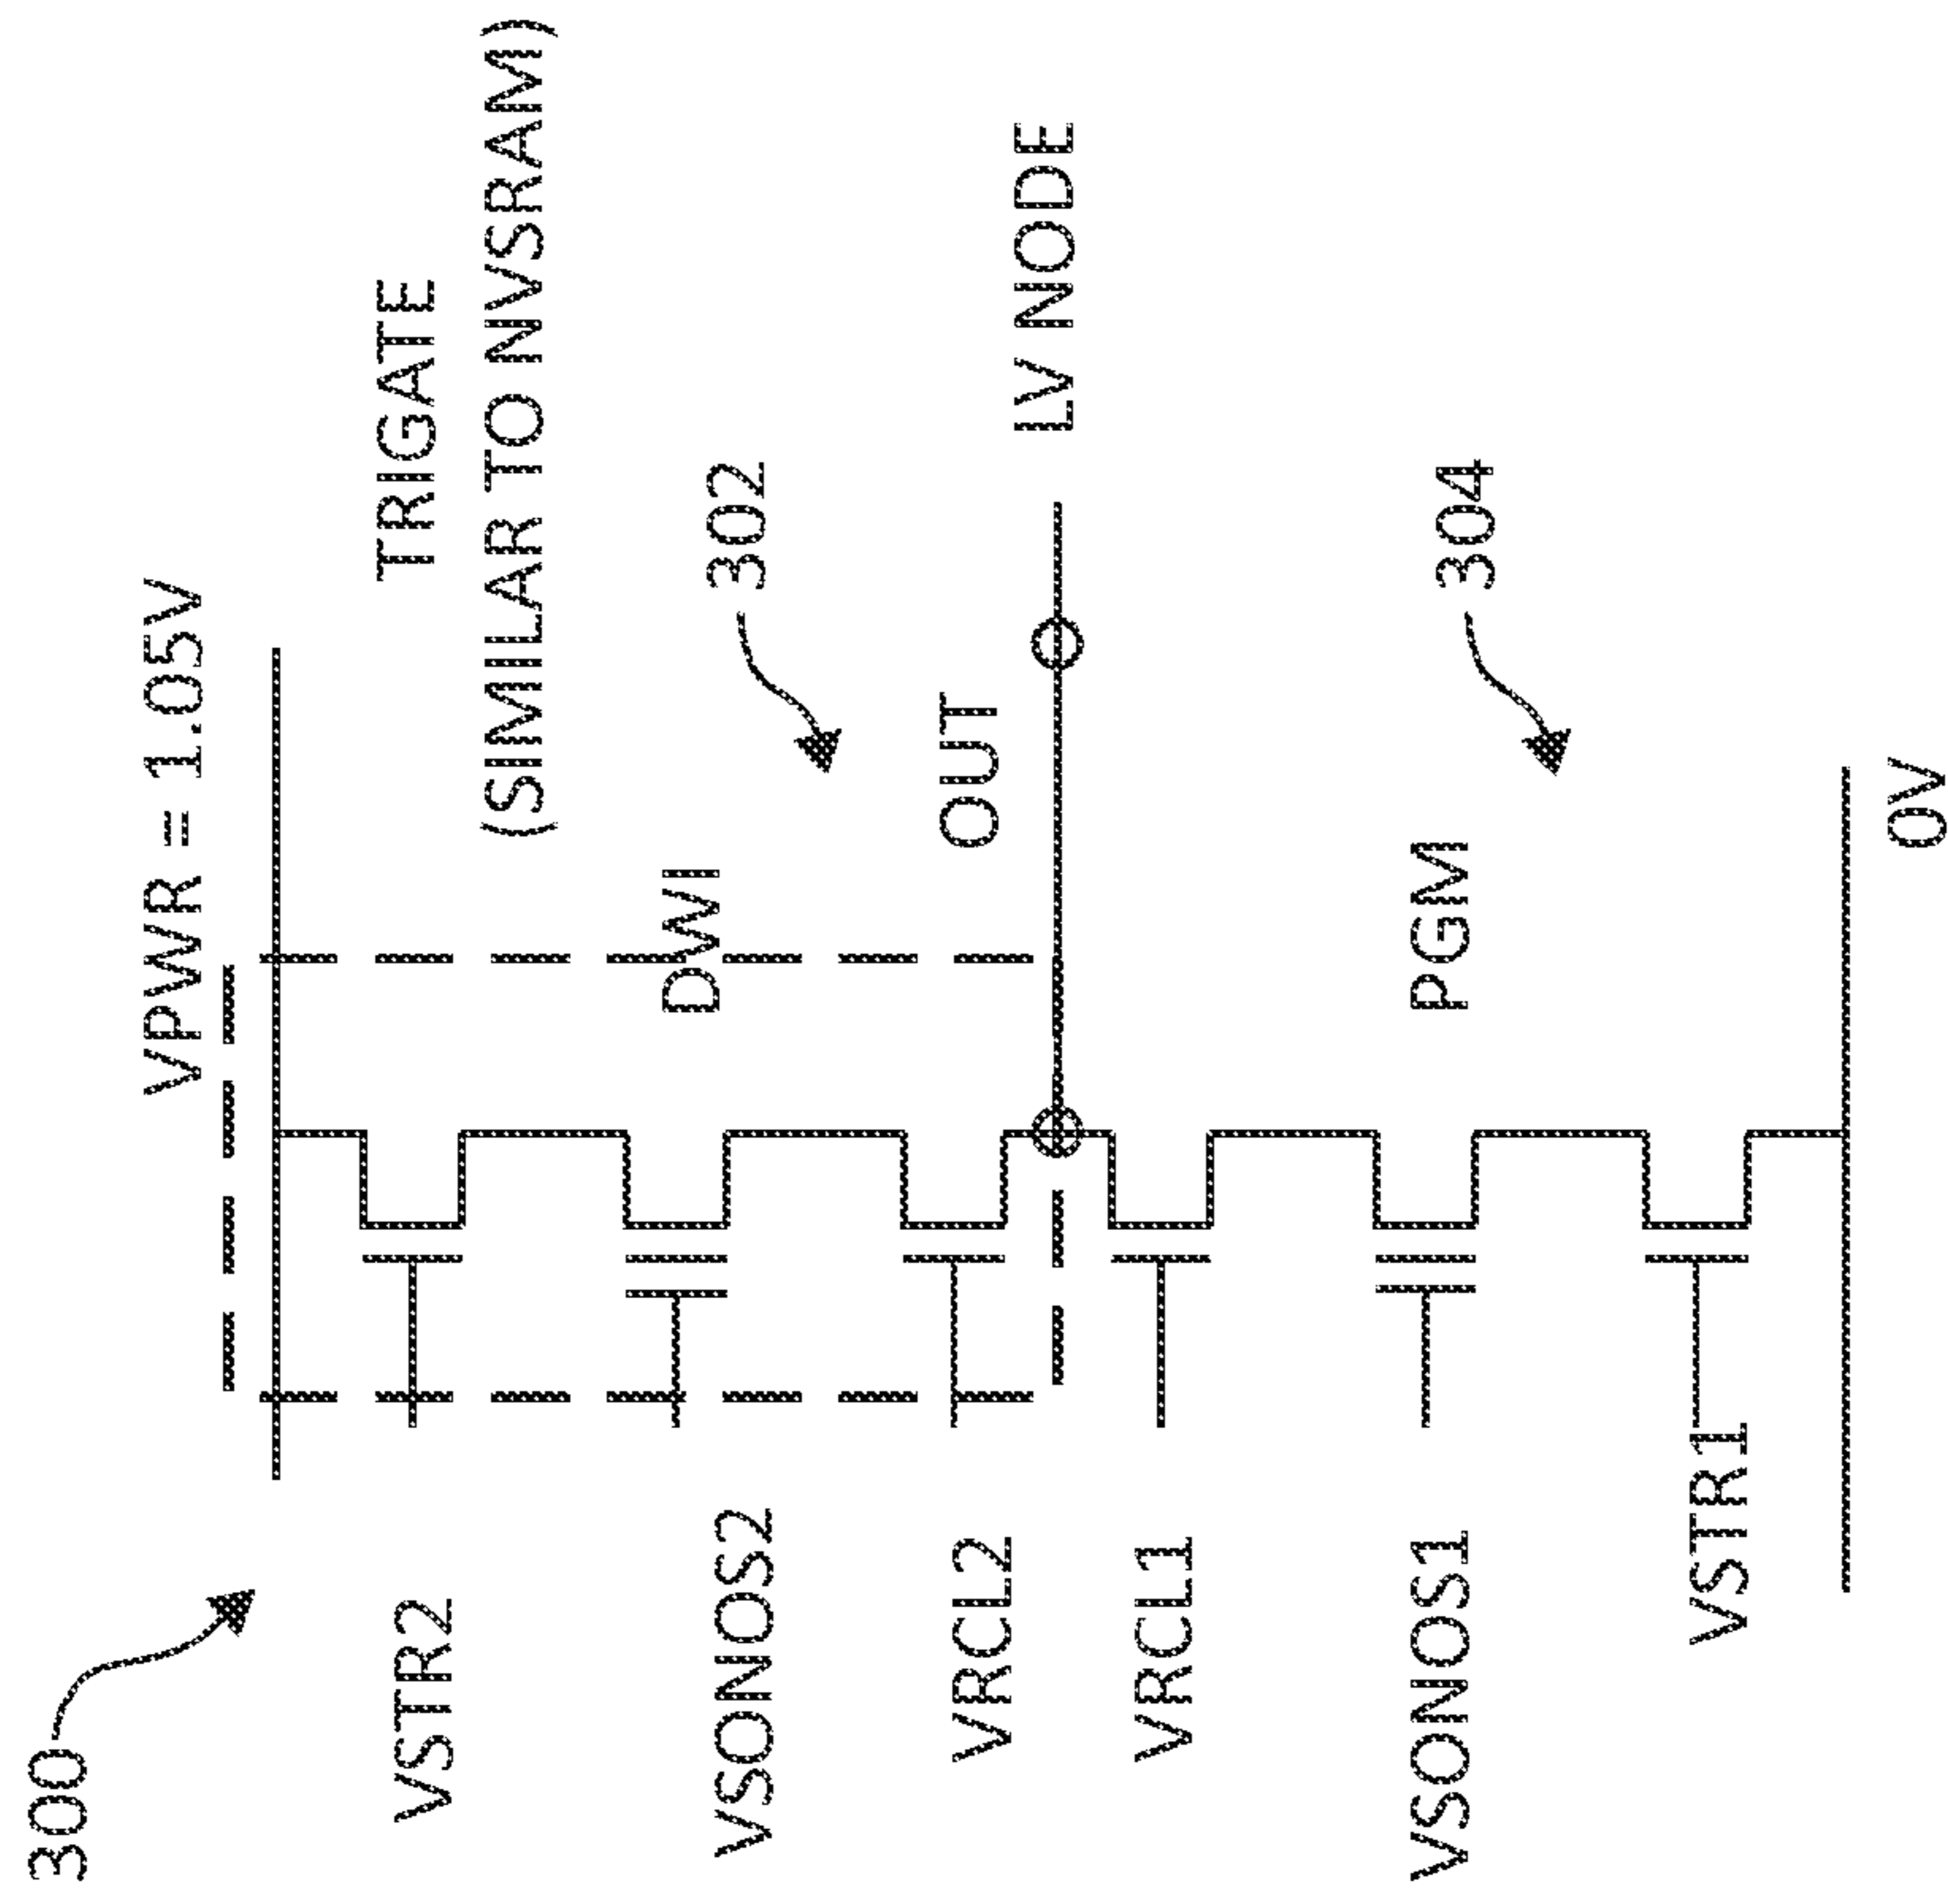 300
VPWR = 1.05V
VSTR2
TRIGATE
(SIMILAR TO NVSRAM)
VSONOS2
DWI
302
VRCL2
OUT
LV NODE
VRCL1
VSONOS1
PGM
304
VSTR1
0V